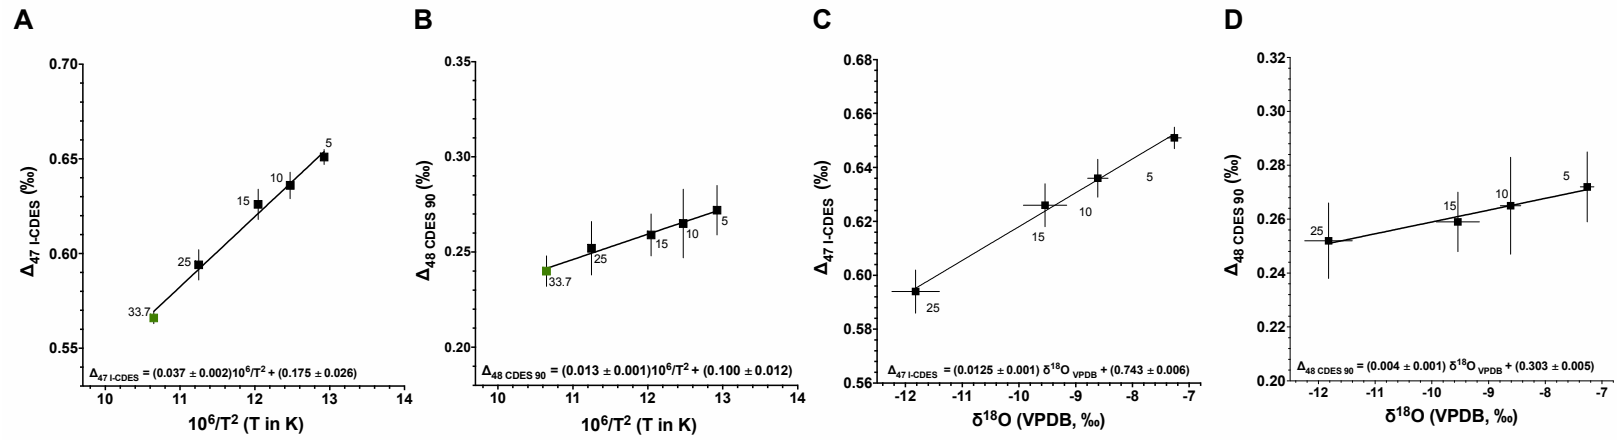 A
Δ47 I-CDES (‰)
0.70
0.65
0.60
0.55
5
10
15
25
33.7
Δ47 I-CDES = (0.037 ± 0.002)10⁶/T² + (0.175 ± 0.026)
10 11 12 13 14
10⁶/T² (T in K)
B
Δ48 CDES 90 (‰)
0.35
0.30
0.25
0.20
33.7
25
15
10
5
Δ48 CDES 90 = (0.013 ± 0.001)10⁶/T² + (0.100 ± 0.012)
10 11 12 13 14
10⁶/T² (T in K)
C
Δ47 I-CDES (‰)
0.68
0.66
0.64
0.62
0.60
0.58
0.56
5
10
15
25
Δ47 I-CDES = (0.0125 ± 0.001) δ¹⁸O VPDB + (0.743 ± 0.006)
-12 -11 -10 -9 -8 -7
δ¹⁸O (VPDB, ‰)
D
Δ48 CDES 90 (‰)
0.32
0.30
0.28
0.26
0.24
0.22
0.20
25
15
10
5
Δ48 CDES 90 = (0.004 ± 0.001) δ¹⁸O VPDB + (0.303 ± 0.005)
-12 -11 -10 -9 -8 -7
δ¹⁸O (VPDB, ‰)